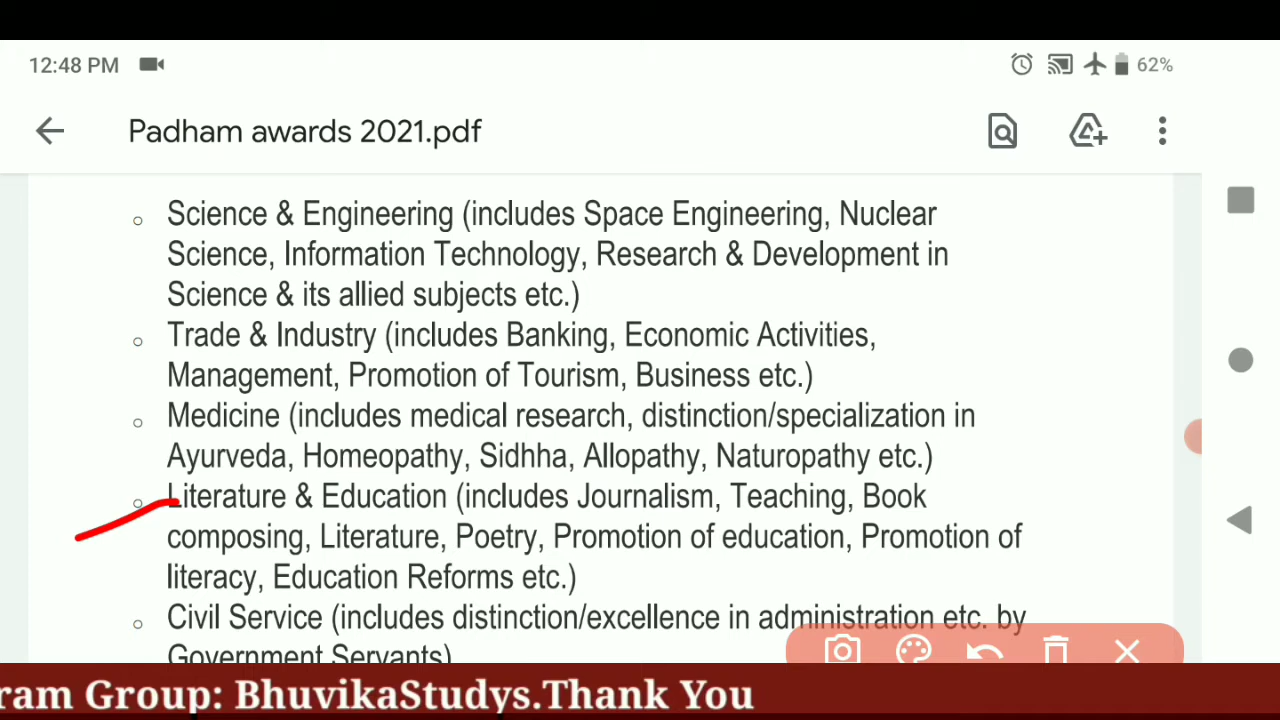 12:48 PM 62%
Padham awards 2021.pdf
Science & Engineering (includes Space Engineering, Nuclear
Science, Information Technology, Research & Development in
Science & its allied subjects etc.)
Trade & Industry (includes Banking, Economic Activities,
Management, Promotion of Tourism, Business etc.)
Medicine (includes medical research, distinction/specialization in
Ayurveda, Homeopathy, Sidhha, Allopathy, Naturopathy etc.)
Literature & Education (includes Journalism, Teaching, Book
composing, Literature, Poetry, Promotion of education, Promotion of
literacy, Education Reforms etc.)
Civil Service (includes distinction/excellence in administration etc. by
Government Servants)
ram Group: BhuvikaStudys.Thank You